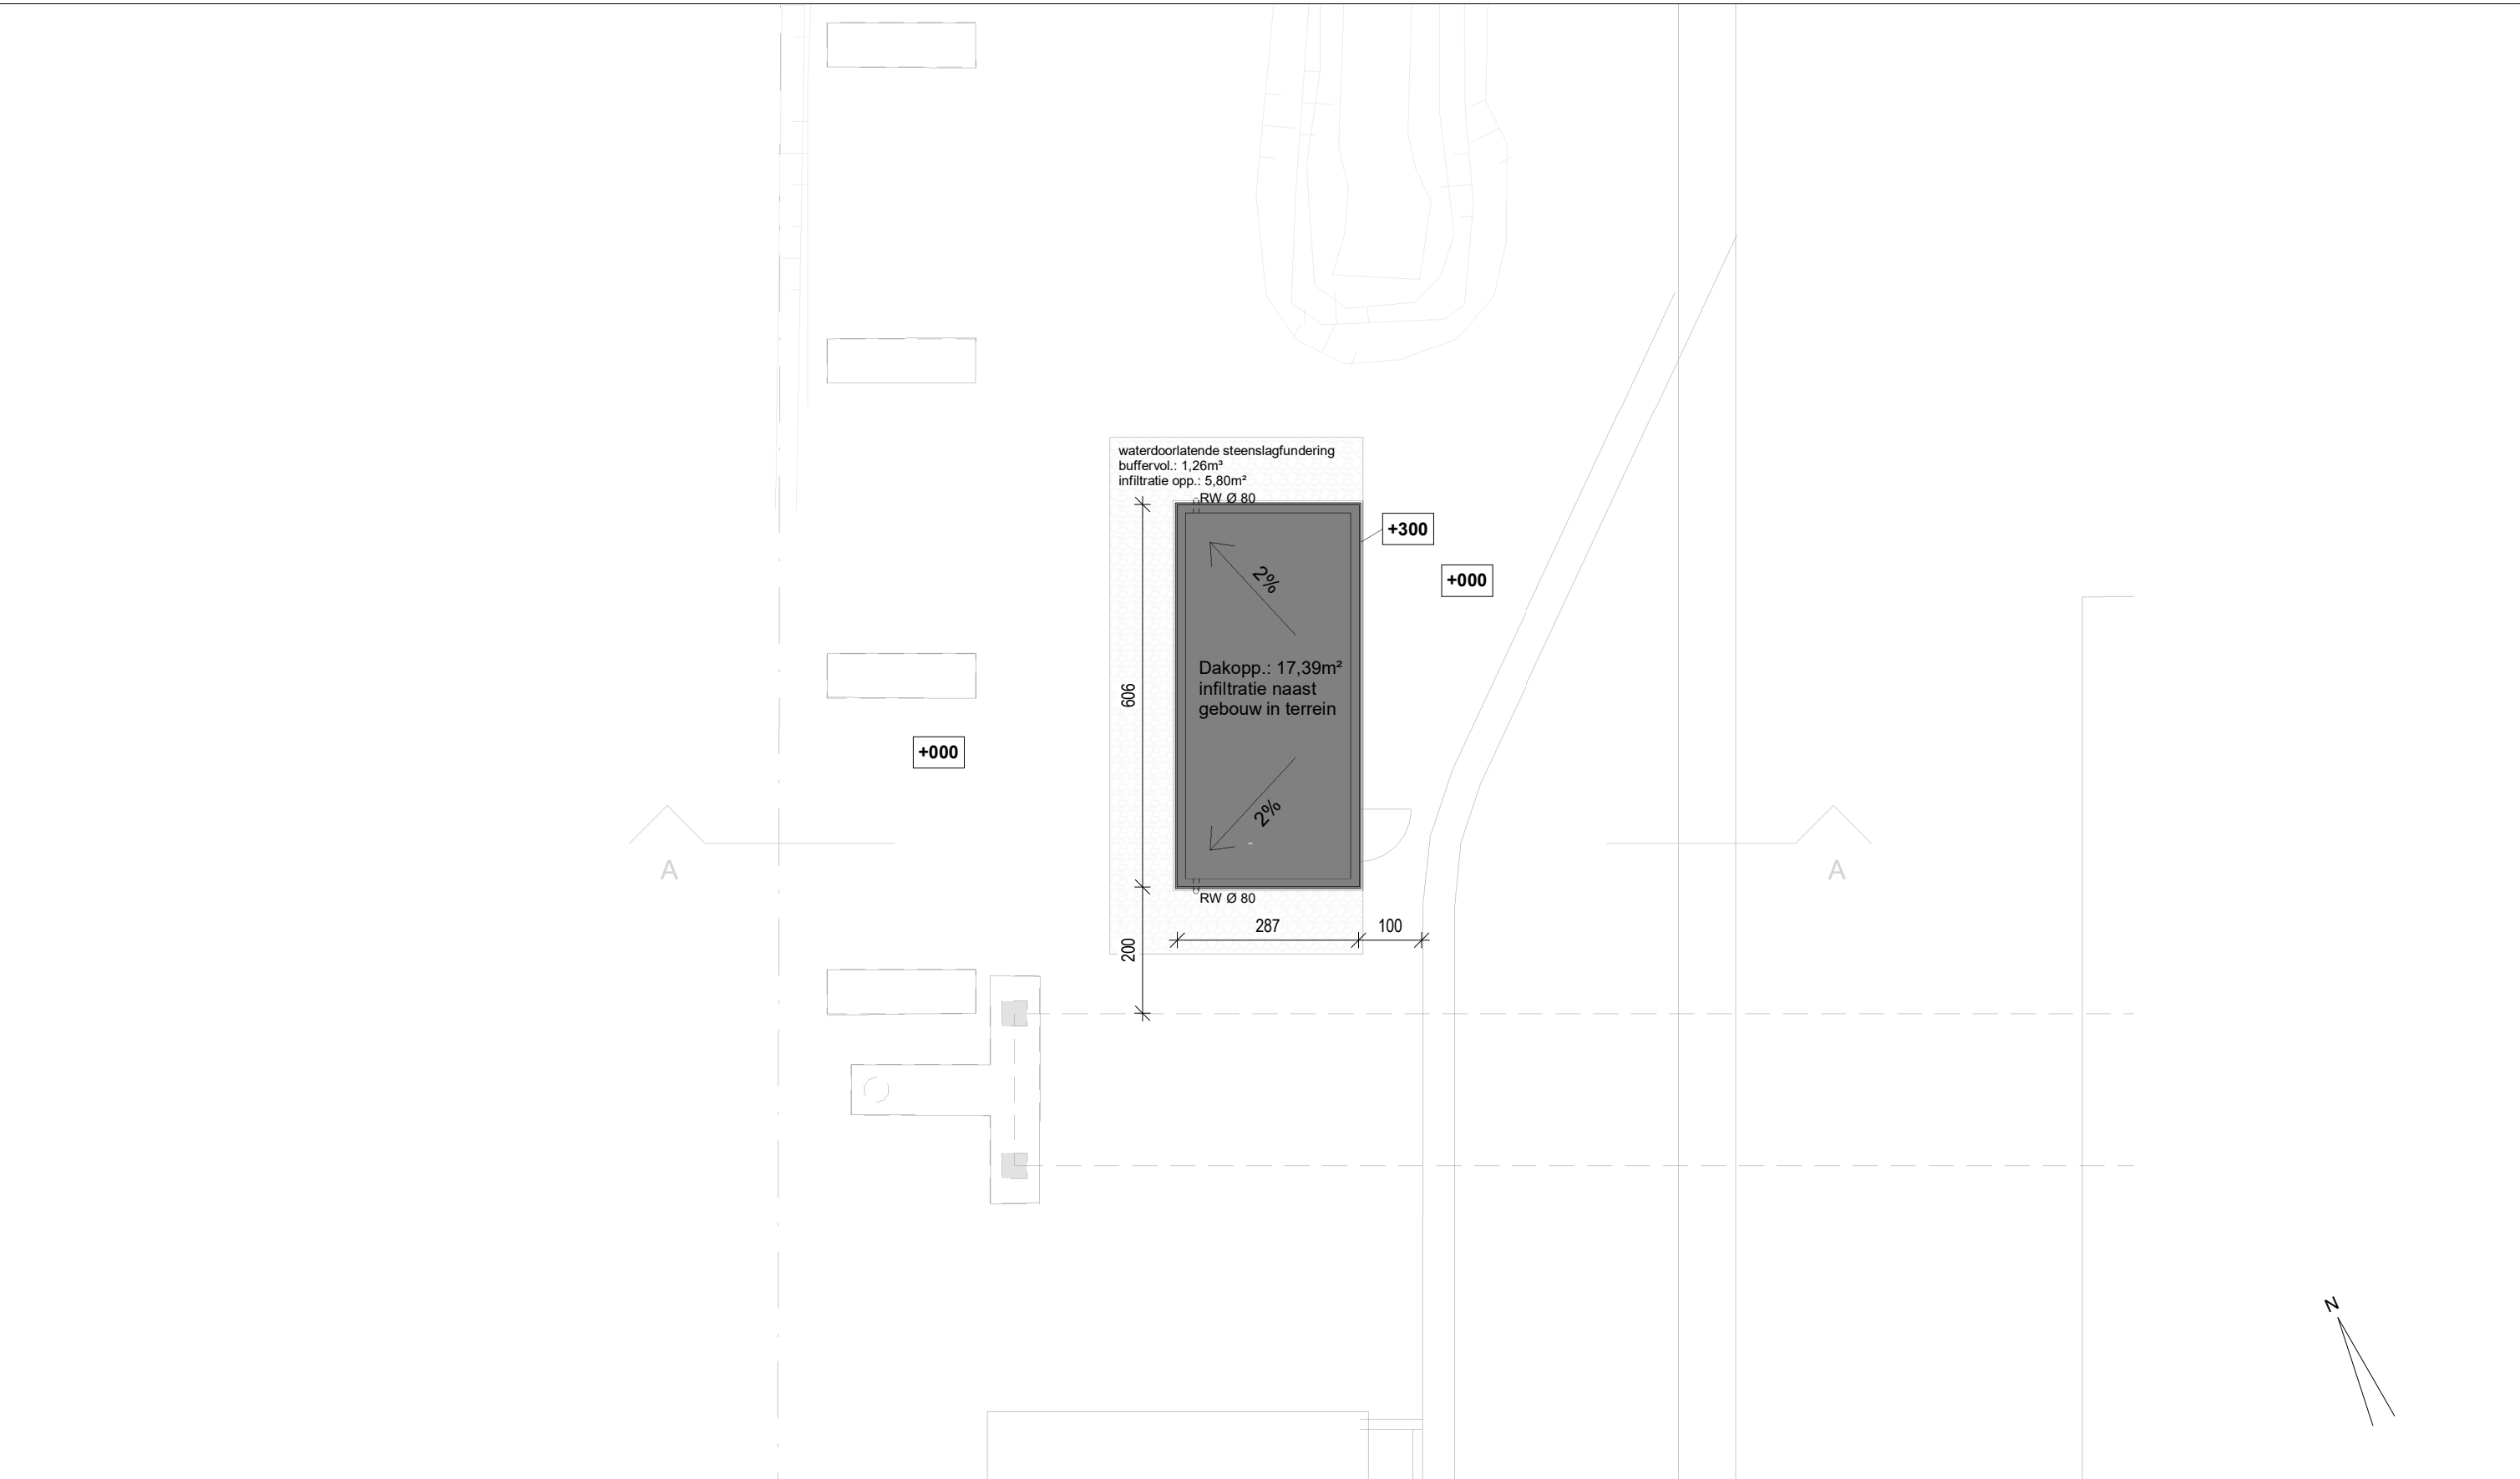 waterdoorlatende steenslagfundering
buffervol.: 1,26m³
infiltratie opp.: 5,80m²
RW Ø 80
+300
+000
2%
Dakopp.: 17,39m²
infiltratie naast
gebouw in terrein
606
+000
2%
A
A
RW Ø 80
287
100
200
N